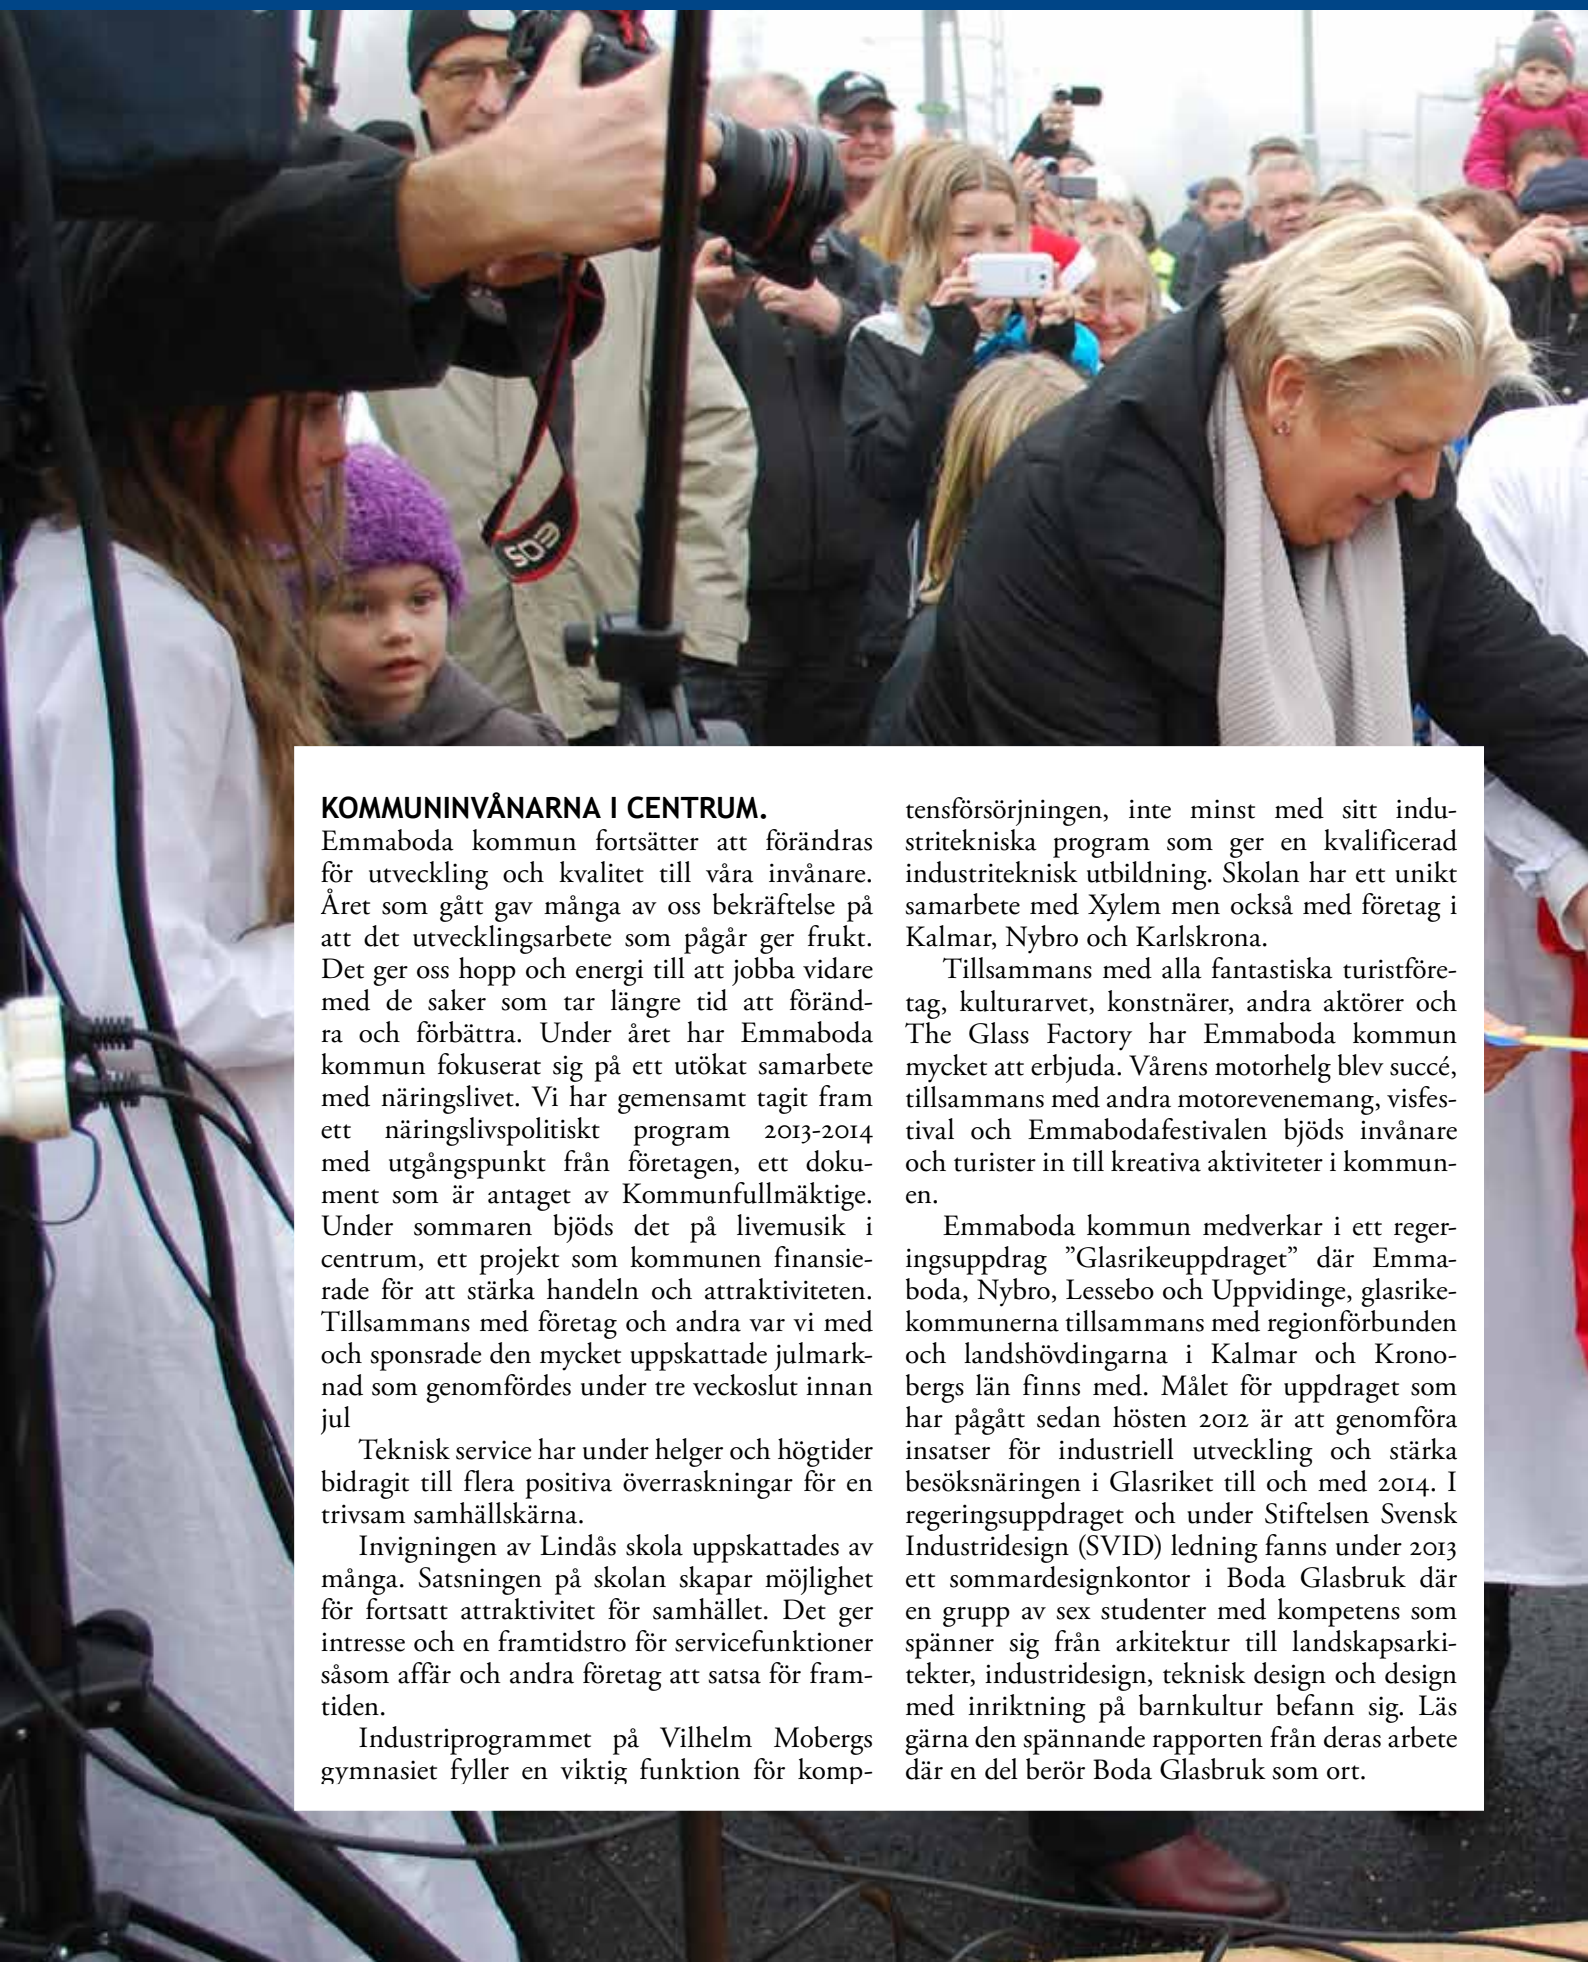 EOS
5D3
KOMMUNINVÅNARNA I CENTRUM.
Emmaboda kommun fortsätter att förändras
för utveckling och kvalitet till våra invånare.
Året som gått gav många av oss bekräftelse på
att det utvecklingsarbete som pågår ger frukt.
Det ger oss hopp och energi till att jobba vidare
med de saker som tar längre tid att föränd-
ra och förbättra. Under året har Emmaboda
kommun fokuserat sig på ett utökat samarbete
med näringslivet. Vi har gemensamt tagit fram
ett näringslivspolitiskt program 2013-2014
med utgångspunkt från företagen, ett doku-
ment som är antaget av Kommunfullmäktige.
Under sommaren bjöds det på livemusik i
centrum, ett projekt som kommunen finansie-
rade för att stärka handeln och attraktiviteten.
Tillsammans med företag och andra var vi med
och sponsrade den mycket uppskattade julmark-
nad som genomfördes under tre veckoslut innan
jul
Teknisk service har under helger och högtider
bidragit till flera positiva överraskningar för en
trivsam samhällskärna.
Invigningen av Lindås skola uppskattades av
många. Satsningen på skolan skapar möjlighet
för fortsatt attraktivitet för samhället. Det ger
intresse och en framtidstro för servicefunktioner
såsom affär och andra företag att satsa för fram-
tiden.
Industriprogrammet på Vilhelm Mobergs
gymnasiet fyller en viktig funktion för komp-
tensförsörjningen, inte minst med sitt indu-
stritekniska program som ger en kvalificerad
industriteknisk utbildning. Skolan har ett unikt
samarbete med Xylem men också med företag i
Kalmar, Nybro och Karlskrona.
Tillsammans med alla fantastiska turistföre-
tag, kulturarvet, konstnärer, andra aktörer och
The Glass Factory har Emmaboda kommun
mycket att erbjuda. Vårens motorhelg blev succé,
tillsammans med andra motorevenemang, visfes-
tival och Emmabodafestivalen bjöds invånare
och turister in till kreativa aktiviteter i kommun-
en.
Emmaboda kommun medverkar i ett reger-
ingsuppdrag ”Glasrikeuppdraget” där Emma-
boda, Nybro, Lessebo och Uppvidinge, glasrike-
kommunerna tillsammans med regionförbunden
och landshövdingarna i Kalmar och Krono-
bergs län finns med. Målet för uppdraget som
har pågått sedan hösten 2012 är att genomföra
insatser för industriell utveckling och stärka
besöksnäringen i Glasriket till och med 2014. I
regeringsuppdraget och under Stiftelsen Svensk
Industridesign (SVID) ledning fanns under 2013
ett sommardesignkontor i Boda Glasbruk där
en grupp av sex studenter med kompetens som
spänner sig från arkitektur till landskapsarki-
tekter, industridesign, teknisk design och design
med inriktning på barnkultur befann sig. Läs
gärna den spännande rapporten från deras arbete
där en del berör Boda Glasbruk som ort.